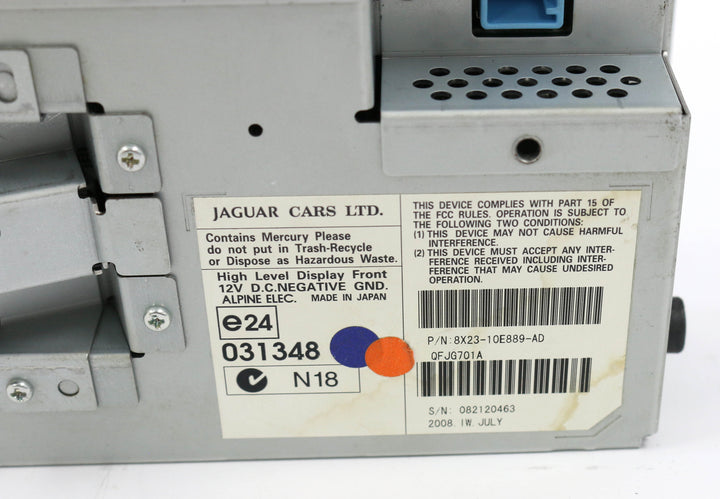 JAGUAR CARS LTD.
Contains Mercury Please
do not put in Trash-Recycle
or Dispose as Hazardous Waste.
High Level Display Front
12V D.C.NEGATIVE GND.
ALPINE ELEC. MADE IN JAPAN
e24
031348
N18
THIS DEVICE COMPLIES WITH PART 15 OF
THE FCC RULES. OPERATION IS SUBJECT TO
THE FOLLOWING TWO CONDITIONS:
(1) THIS DEVICE MAY NOT CAUSE HARMFUL
INTERFERENCE.
(2) THIS DEVICE MUST ACCEPT ANY INTER-
FERENCE RECEIVED INCLUDING INTER-
FERENCE THAT MAY CAUSE UNDESIRED
OPERATION.
P/N:8X23-10E889-AD
QFJG701A
S/N: 082120463
2008. IW. JULY